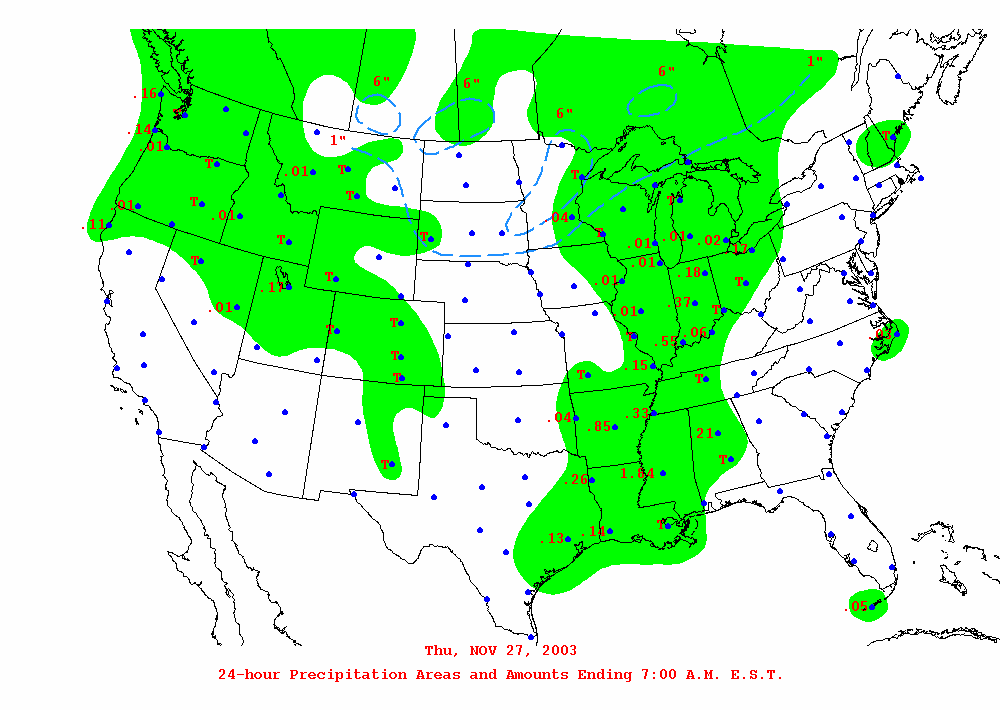 1"
6"
6"
6"
.16
6"
.14
T
1"
.01
T
.01
T
T
T
T
.01
T
.01
.04
.11
T
T
.01
.01
.02
T
.17
T
.01
.18
T
.01
T
.17
.37
.01
.01
T
T
T
.06
.03
T
.55
T
.15
T
T
T
.33
.04
.85
.21
T
T
1.84
.26
T
.14
.13
.05
Thu, NOV 27, 2003
24-hour Precipitation Areas and Amounts Ending 7:00 A.M. E.S.T.